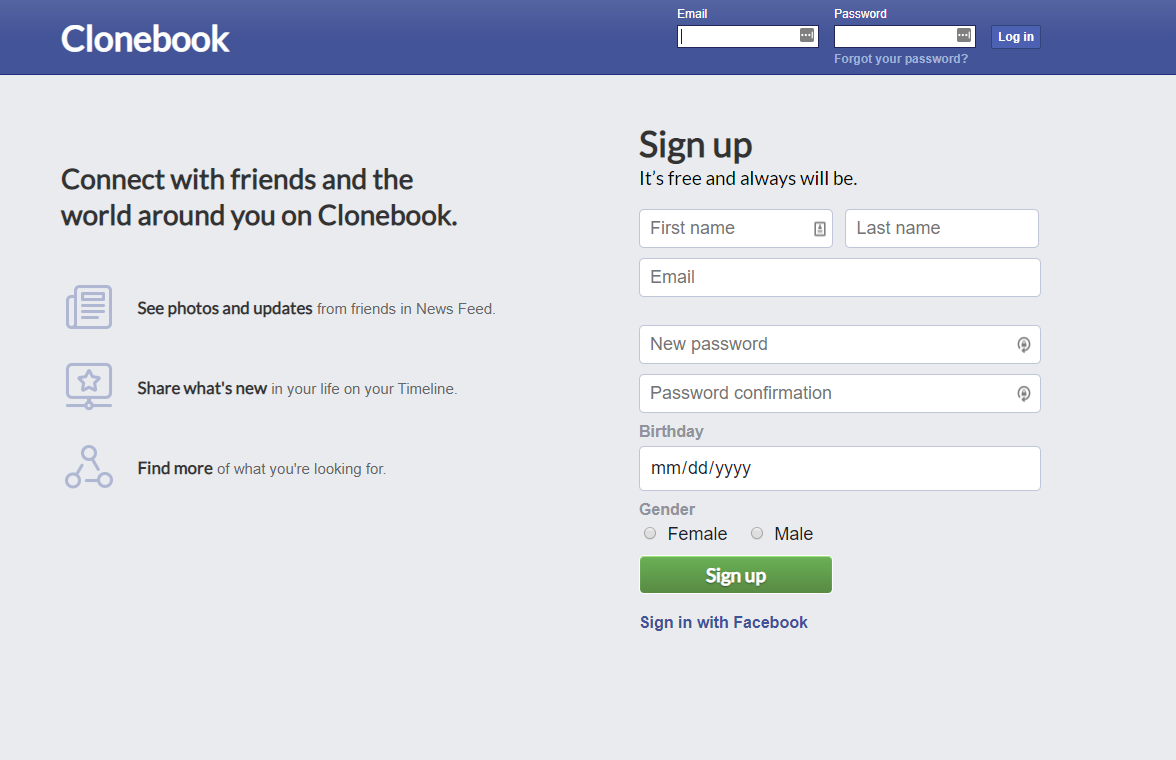 Clonebook
Email
Password
Log in
Forgot your password?
Connect with friends and the
world around you on Clonebook.
See photos and updates from friends in News Feed.
Share what's new in your life on your Timeline.
Find more of what you're looking for.
Sign up
It’s free and always will be.
First name
Last name
Email
New password
Password confirmation
Birthday
mm/dd/yyyy
Gender
Female
Male
Sign up
Sign in with Facebook